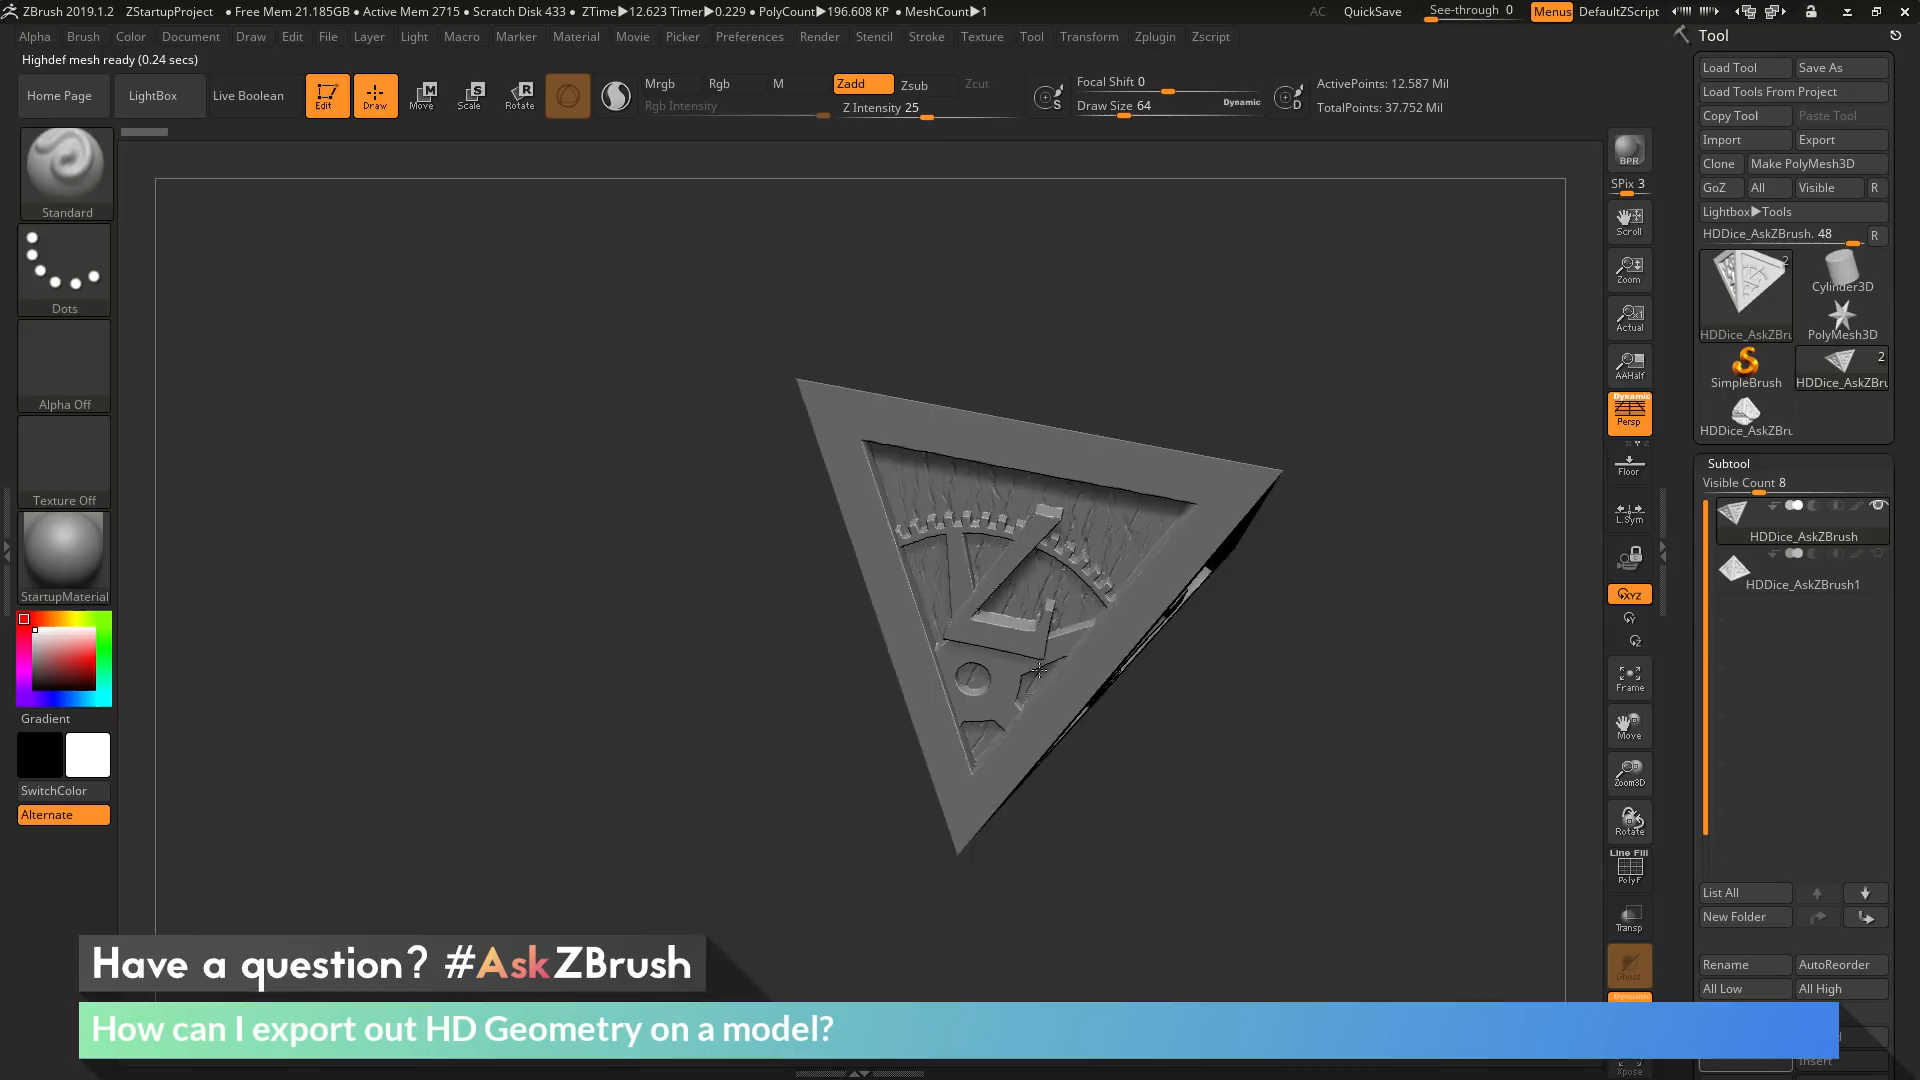 ZBrush 2019.1.2 ZStartupProject • Free Mem 21.185GB • Active Mem 2715 • Scratch Disk 433 • ZTime▶12.623 Timer▶0.229 • PolyCount▶196.608 KP • MeshCount▶1 AC QuickSave See-through 0 Menus DefaultZScript
Alpha Brush Color Document Draw Edit File Layer Light Macro Marker Material Movie Picker Preferences Render Stencil Stroke Texture Tool Transform Zplugin Zscript
Tool
Highdef mesh ready (0.24 secs)
Home Page LightBox Live Boolean Edit Draw Move Scale Rotate
M S R
Mrgb Rgb M Zadd Zsub Zcut
Rgb Intensity Z Intensity 25
S Focal Shift 0
Draw Size 64 Dynamic
D ActivePoints: 12.587 Mil
TotalPoints: 37.752 Mil
Standard
Dots
Alpha Off
Texture Off
StartupMaterial
Gradient
SwitchColor
Alternate
BPR
SPix 3
Scroll
Zoom
Actual
AAHalf
Dynamic
Persp
Floor
L.Sym
XYZ
Frame
Move
Zoom3D
Rotate
Line Fill
PolyF
Transp
Ghost
Dynamic
Xpose
Load Tool Save As
Load Tools From Project
Copy Tool Paste Tool
Import Export
Clone Make PolyMesh3D
GoZ All Visible R
Lightbox▶Tools
HDDice_AskZBrush. 48 R
2
HDDice_AskZBru Cylinder3D
PolyMesh3D
SimpleBrush 2
HDDice_AskZBru
HDDice_AskZBru
Subtool
Visible Count 8
HDDice_AskZBrush
HDDice_AskZBrush1
List All
New Folder
Rename AutoReorder
All Low All High
Insert
Have a question? #AskZBrush
How can I export out HD Geometry on a model?